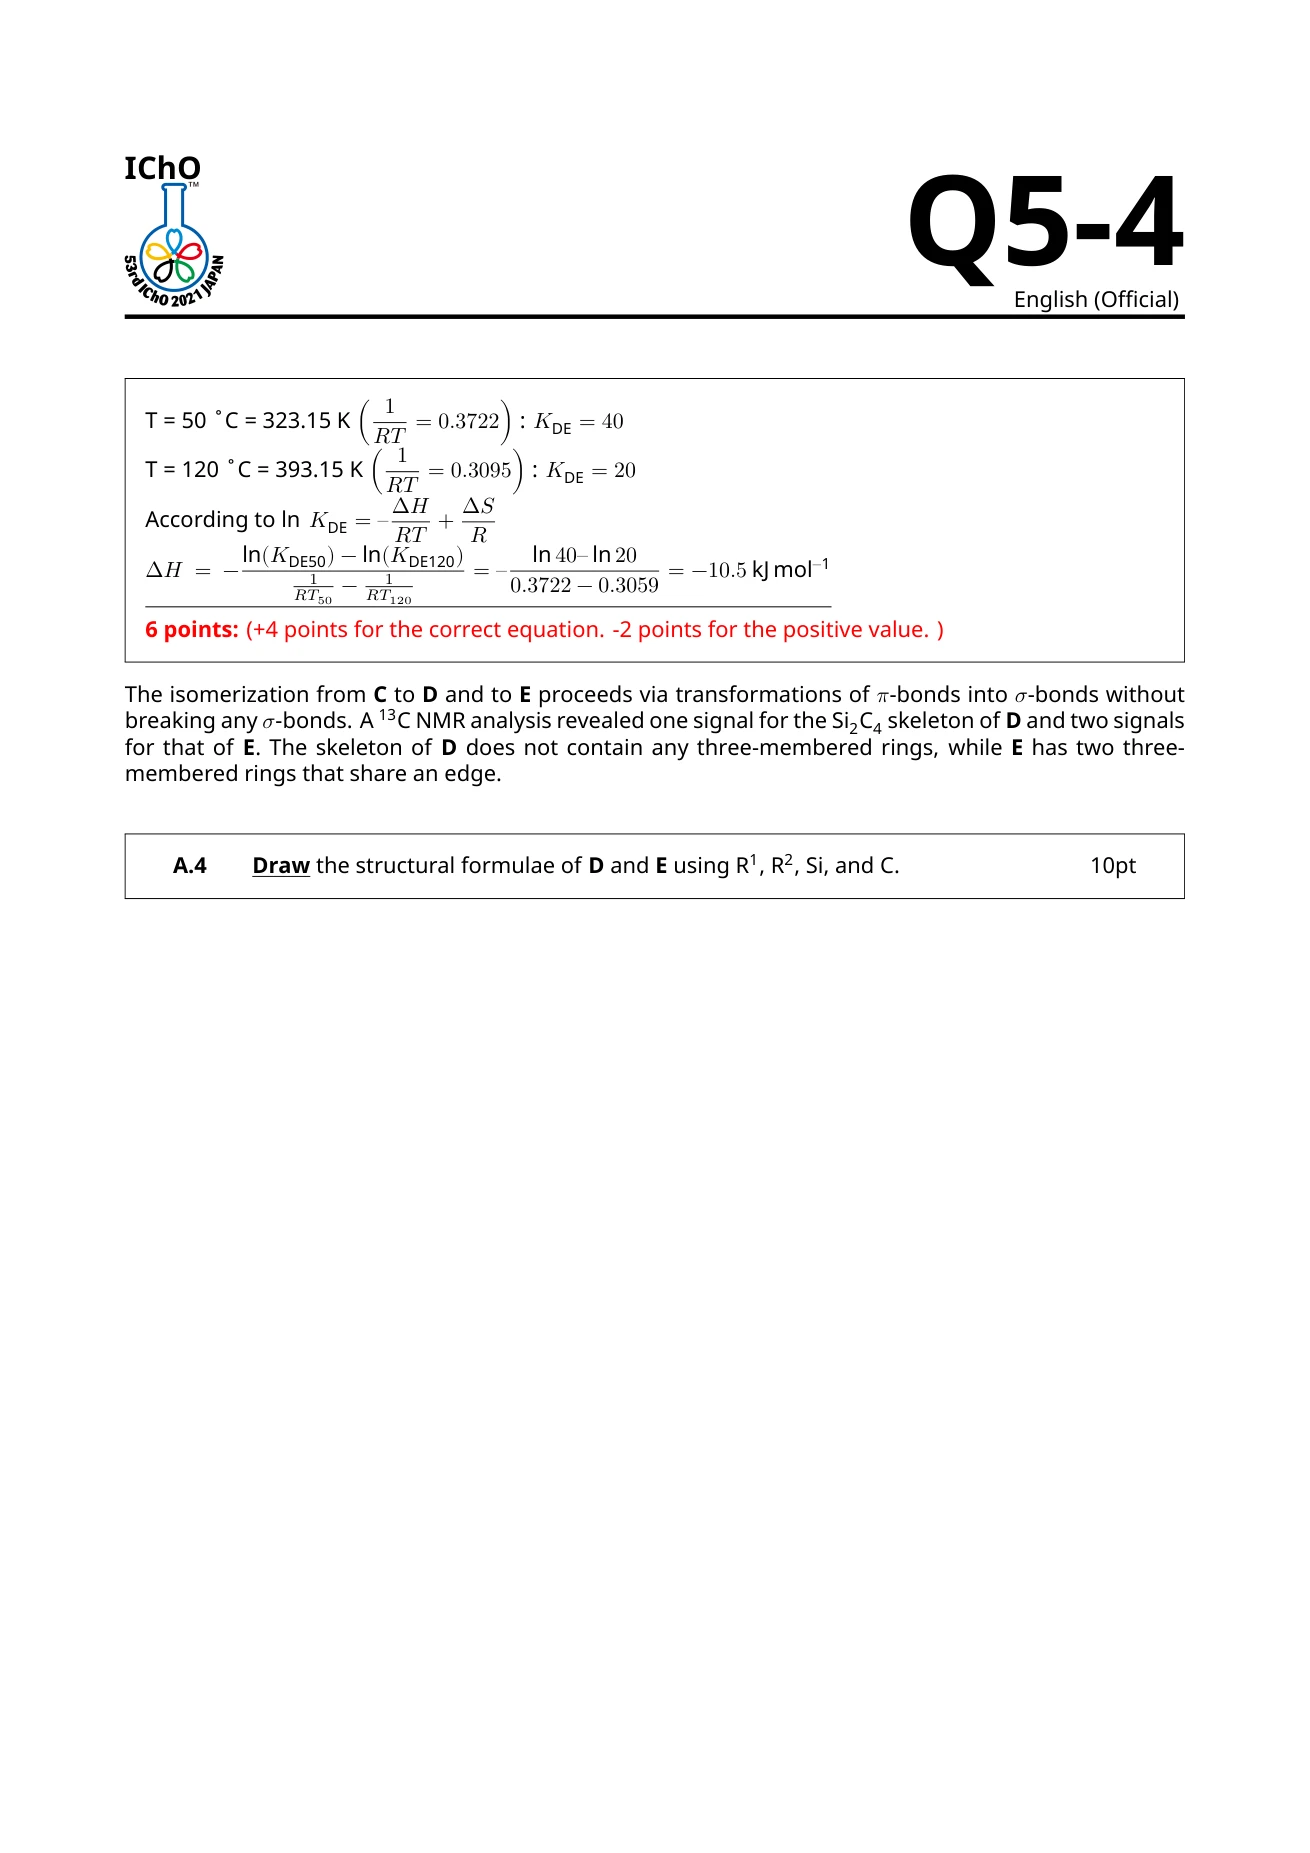 IChO
TM
53rd IChO 2021 JAPAN
Q5-4
English (Official)
T = 50 ˚C = 323.15 K (1/RT = 0.3722) : K_DE = 40
T = 120 ˚C = 393.15 K (1/RT = 0.3095) : K_DE = 20
According to ln K_DE = –ΔH/RT + ΔS/R
ΔH = −(ln(K_DE50) − ln(K_DE120))/(1/RT₅₀ − 1/RT₁₂₀) = –(ln 40– ln 20)/(0.3722 − 0.3059) = −10.5 kJ mol⁻¹
6 points: (+4 points for the correct equation. -2 points for the positive value. )
The isomerization from C to D and to E proceeds via transformations of π-bonds into σ-bonds without
breaking any σ-bonds. A ¹³C NMR analysis revealed one signal for the Si₂C₄ skeleton of D and two signals
for that of E. The skeleton of D does not contain any three-membered rings, while E has two three-
membered rings that share an edge.
A.4 Draw the structural formulae of D and E using R¹, R², Si, and C. 10pt